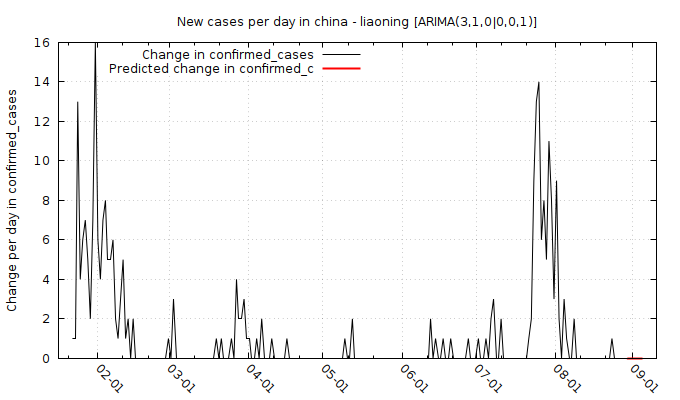 New cases per day in china - liaoning [ARIMA(3,1,0|0,0,1)]
Change in confirmed_cases
Predicted change in confirmed_c
Change per day in confirmed_cases
16
14
12
10
8
6
4
2
0
02-01 03-01 04-01 05-01 06-01 07-01 08-01 09-01